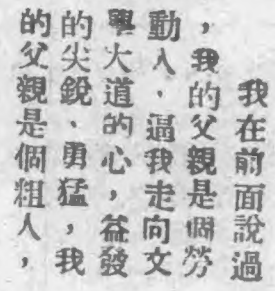 我在前面說過
，我的父親是個勞
動人，逼我走向文
學大道的心，益發
的尖銳、勇猛，我
的父親是個粗人，